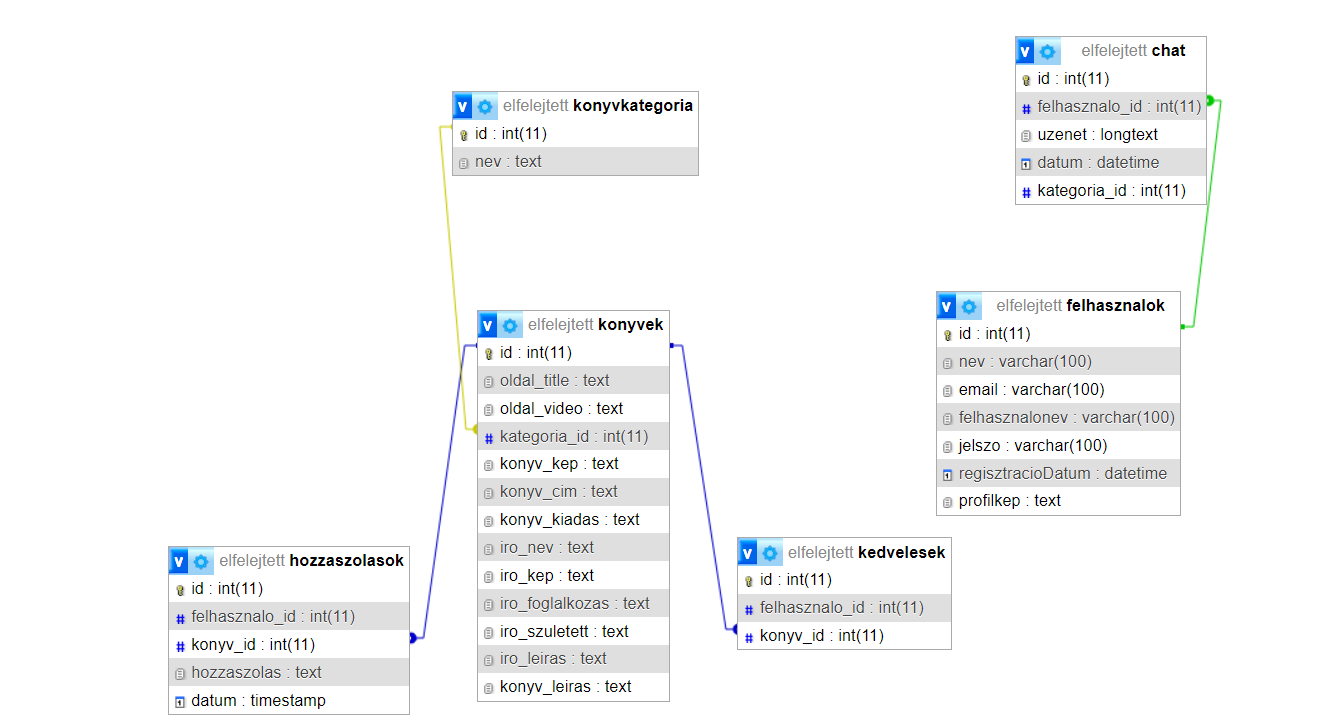 elfelejtett konyvkategoria
id : int(11)
nev : text
elfelejtett chat
id : int(11)
felhasznalo_id : int(11)
uzenet : longtext
datum : datetime
kategoria_id : int(11)
elfelejtett konyvek
id : int(11)
oldal_title : text
oldal_video : text
kategoria_id : int(11)
konyv_kep : text
konyv_cim : text
konyv_kiadas : text
iro_nev : text
iro_kep : text
iro_foglalkozas : text
iro_szuletett : text
iro_leiras : text
konyv_leiras : text
elfelejtett felhasznalok
id : int(11)
nev : varchar(100)
email : varchar(100)
felhasznalonev : varchar(100)
jelszo : varchar(100)
regisztracioDatum : datetime
profilkep : text
elfelejtett hozzaszolasok
id : int(11)
felhasznalo_id : int(11)
konyv_id : int(11)
hozzaszolas : text
datum : timestamp
elfelejtett kedvelesek
id : int(11)
felhasznalo_id : int(11)
konyv_id : int(11)